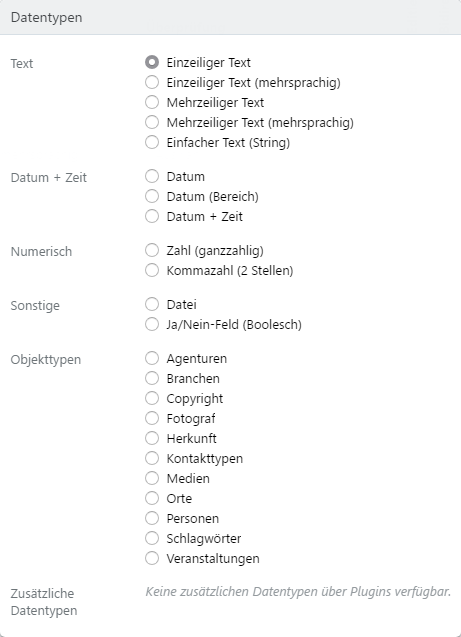 Datentypen
Text
Einzeiliger Text
Einzeiliger Text (mehrsprachig)
Mehrzeiliger Text
Mehrzeiliger Text (mehrsprachig)
Einfacher Text (String)
Datum + Zeit
Datum
Datum (Bereich)
Datum + Zeit
Numerisch
Zahl (ganzzahlig)
Kommazahl (2 Stellen)
Sonstige
Datei
Ja/Nein-Feld (Boolesch)
Objekttypen
Agenturen
Branchen
Copyright
Fotograf
Herkunft
Kontakttypen
Medien
Orte
Personen
Schlagwörter
Veranstaltungen
Zusätzliche
Datentypen
Keine zusätzlichen Datentypen über Plugins verfügbar.